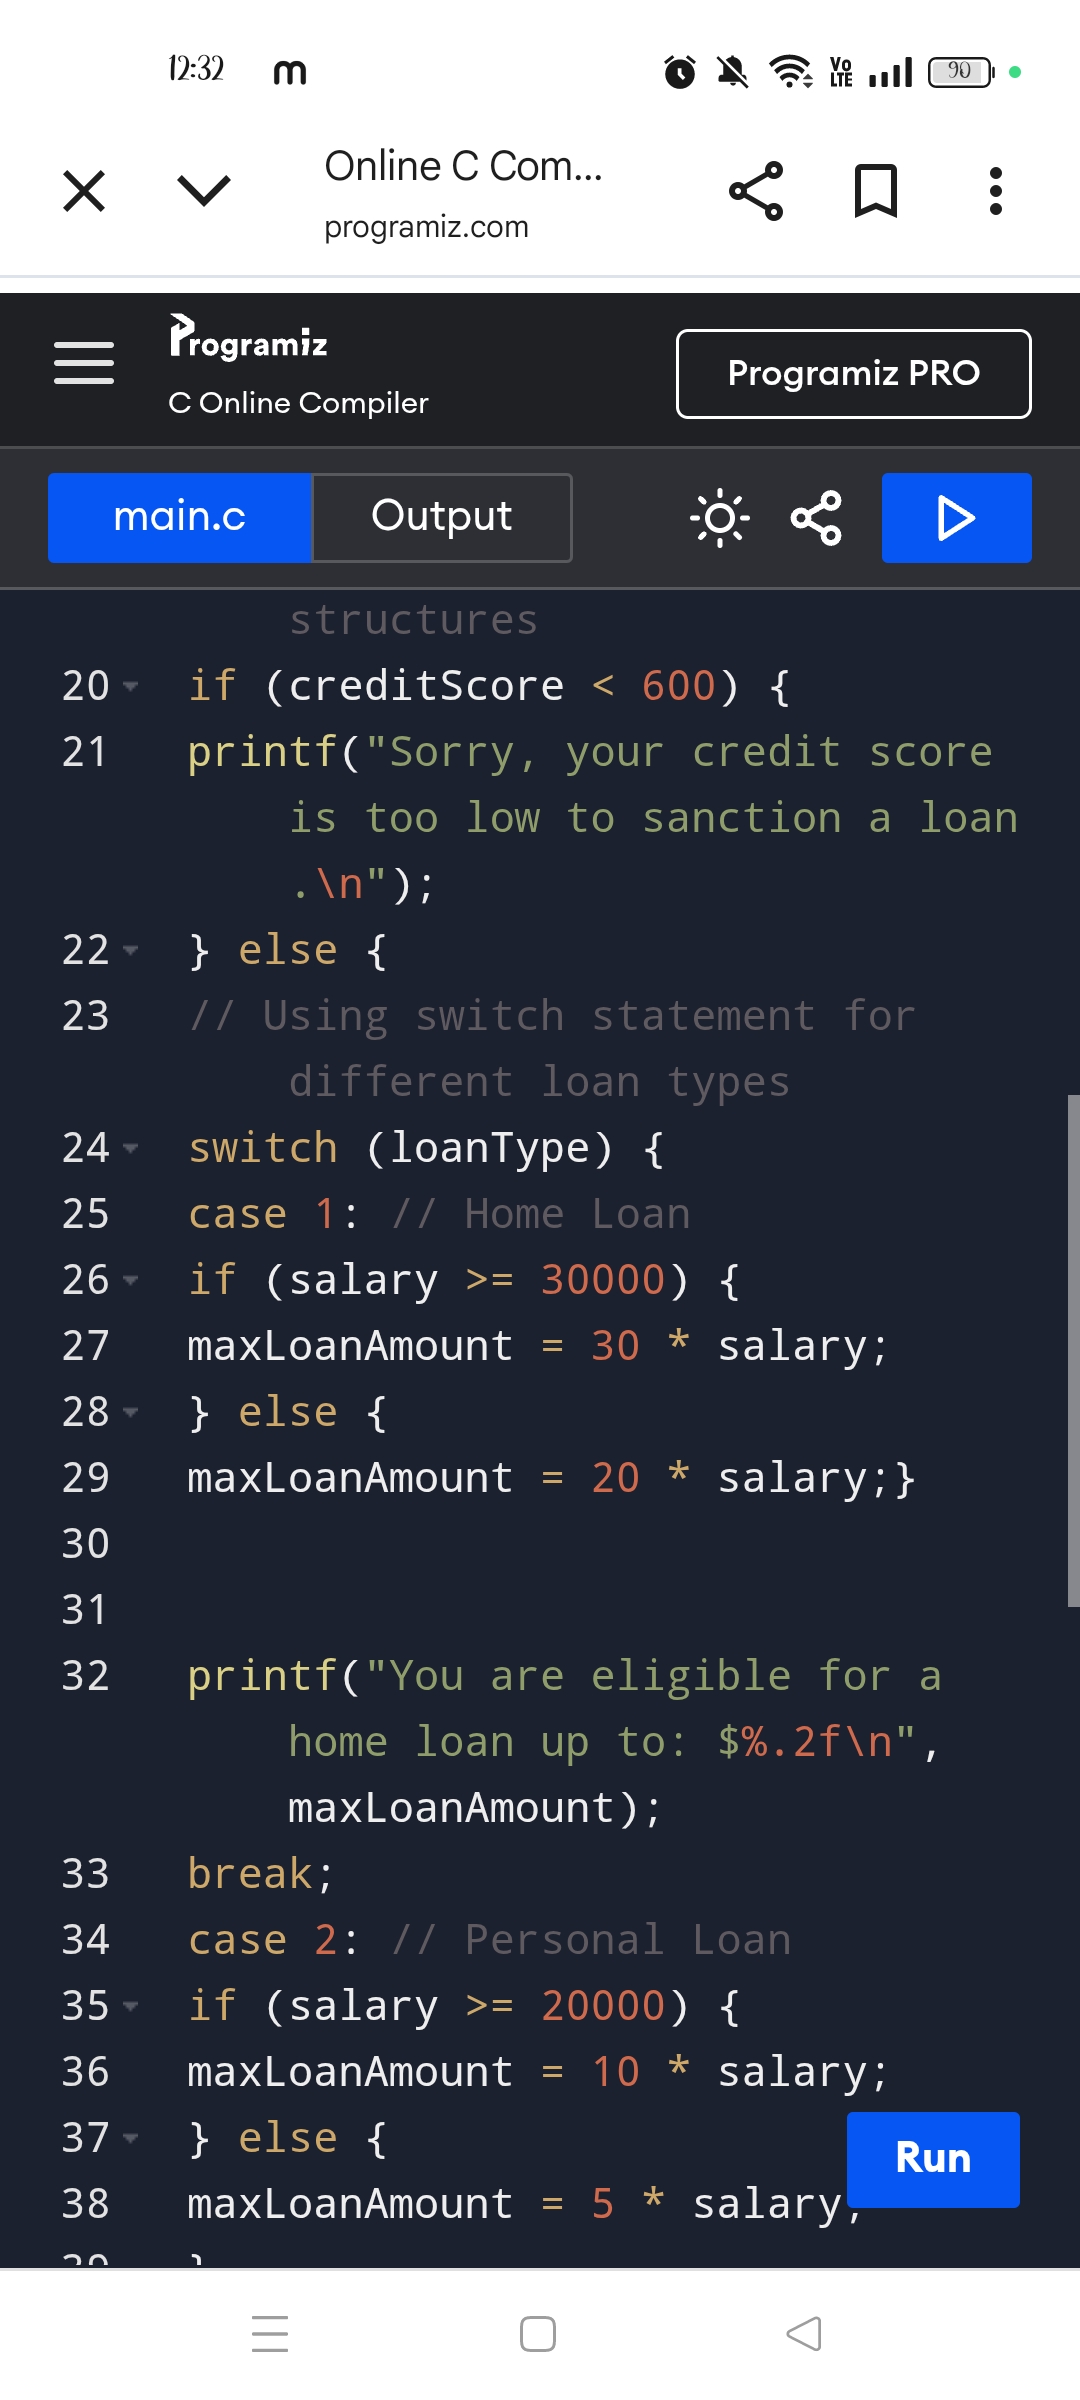 12:32 m Vo LTE 90
Online C Com...
programiz.com
Programiz
C Online Compiler
Programiz PRO
main.c Output
structures
20 if (creditScore < 600) {
21 printf("Sorry, your credit score
is too low to sanction a loan
.\n");
22 } else {
23 // Using switch statement for
different loan types
24 switch (loanType) {
25 case 1: // Home Loan
26 if (salary >= 30000) {
27 maxLoanAmount = 30 * salary;
28 } else {
29 maxLoanAmount = 20 * salary;}
30
31
32 printf("You are eligible for a
home loan up to: $%.2f\n",
maxLoanAmount);
33 break;
34 case 2: // Personal Loan
35 if (salary >= 20000) {
36 maxLoanAmount = 10 * salary;
37 } else {
Run
38 maxLoanAmount = 5 * salary;
39 }